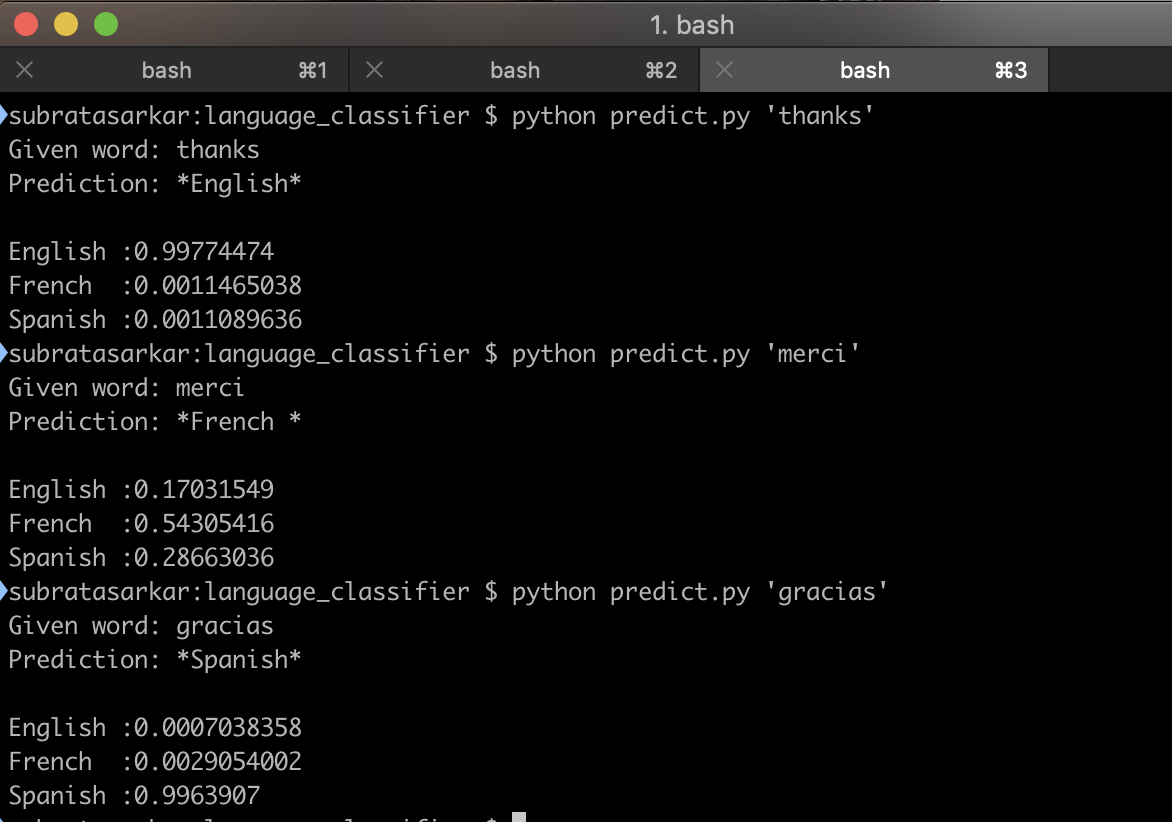 1. bash
bash ⌘1 bash ⌘2 bash ⌘3
subratasarkar:language_classifier $ python predict.py 'thanks'
Given word: thanks
Prediction: *English*
English :0.99774474
French  :0.0011465038
Spanish :0.0011089636
subratasarkar:language_classifier $ python predict.py 'merci'
Given word: merci
Prediction: *French *
English :0.17031549
French  :0.54305416
Spanish :0.28663036
subratasarkar:language_classifier $ python predict.py 'gracias'
Given word: gracias
Prediction: *Spanish*
English :0.0007038358
French  :0.0029054002
Spanish :0.9963907